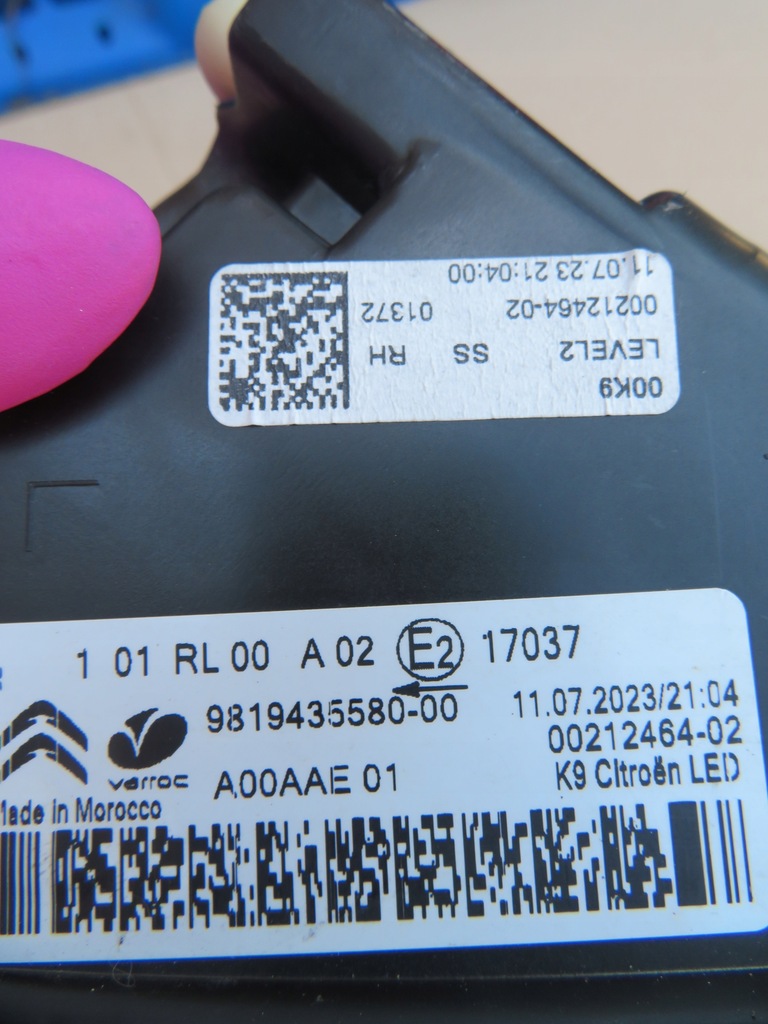 00K9
LEVEL2 SS RH
00212464-02 01372
11.07.23 21:04:00
1 01 RL 00 A 02 E2 17037
9819435580-00 11.07.2023/21:04
00212464-02
varroc A00AAE 01 K9 Citroën LED
Made in Morocco